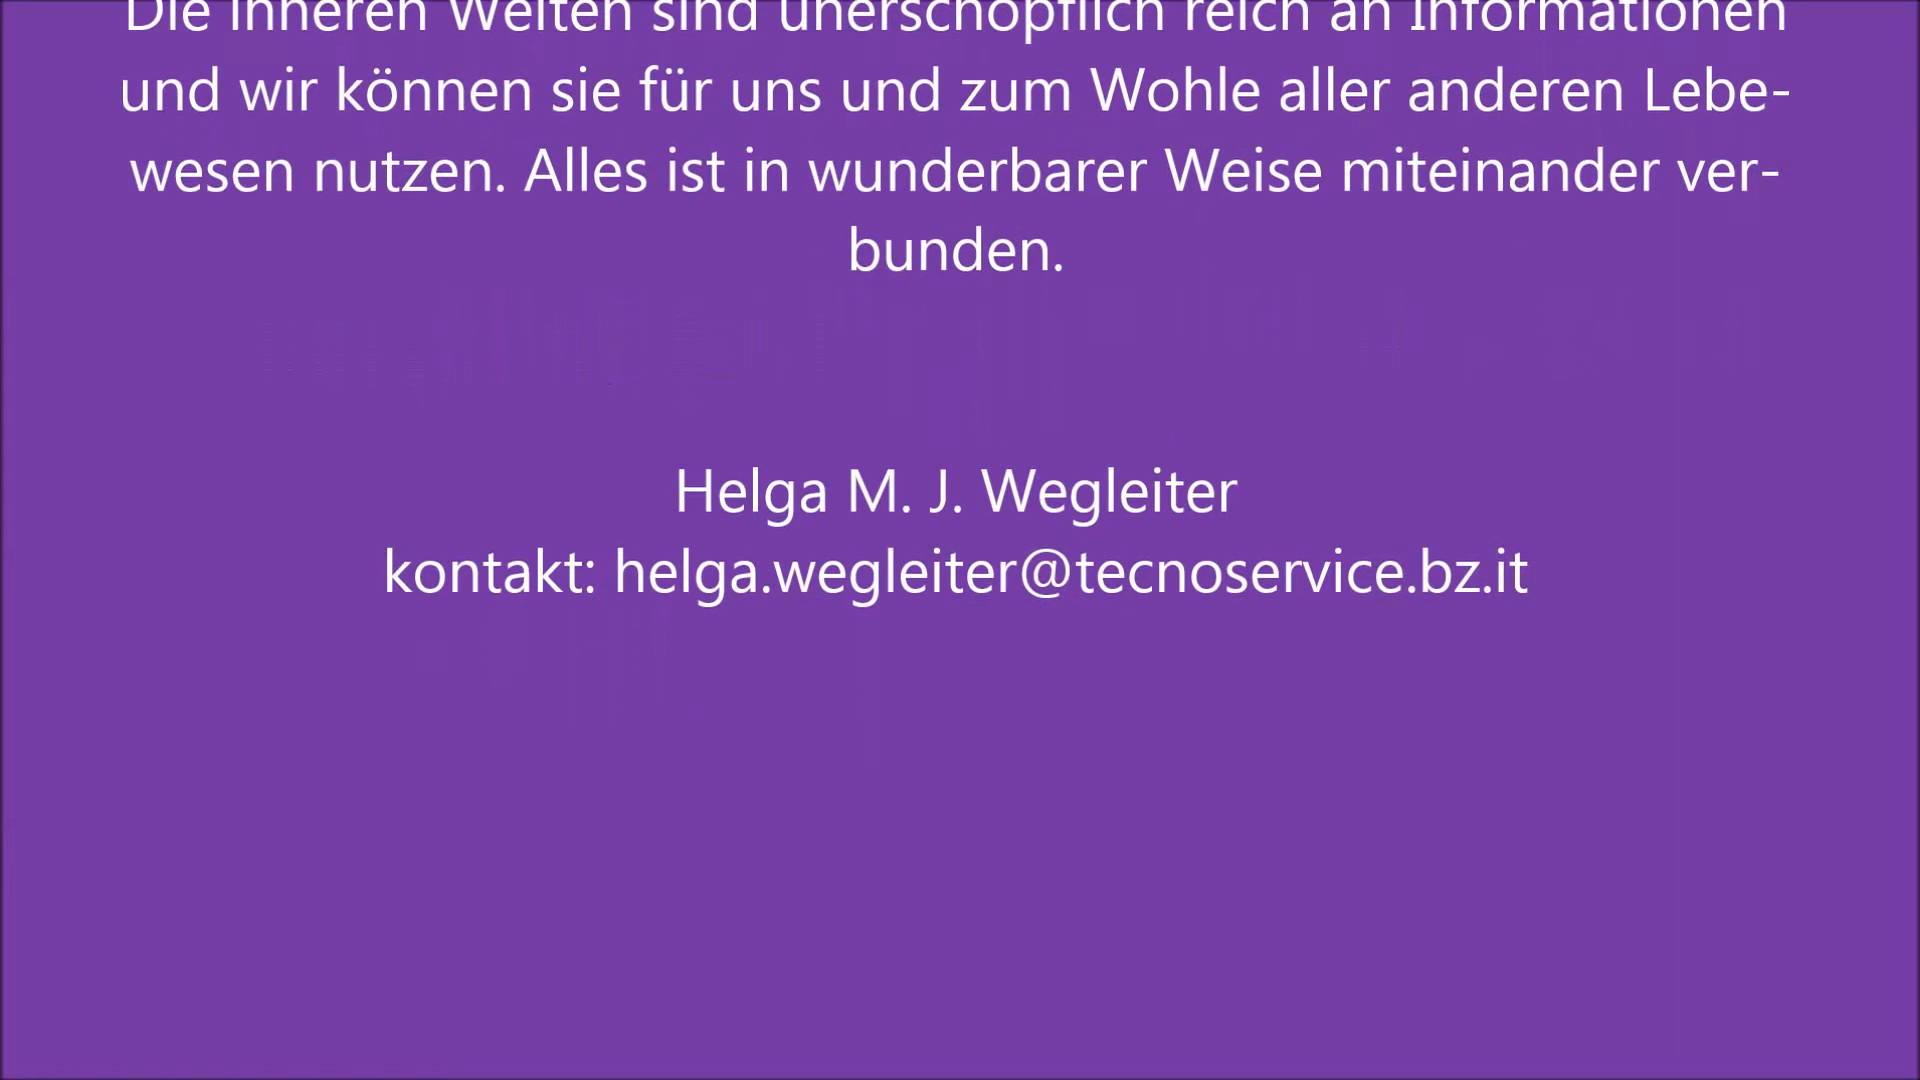 Die inneren Welten sind unerschöpflich reich an Informationen
und wir können sie für uns und zum Wohle aller anderen Lebe-
wesen nutzen. Alles ist in wunderbarer Weise miteinander ver-
bunden.
Helga M. J. Wegleiter
kontakt: helga.wegleiter@tecnoservice.bz.it